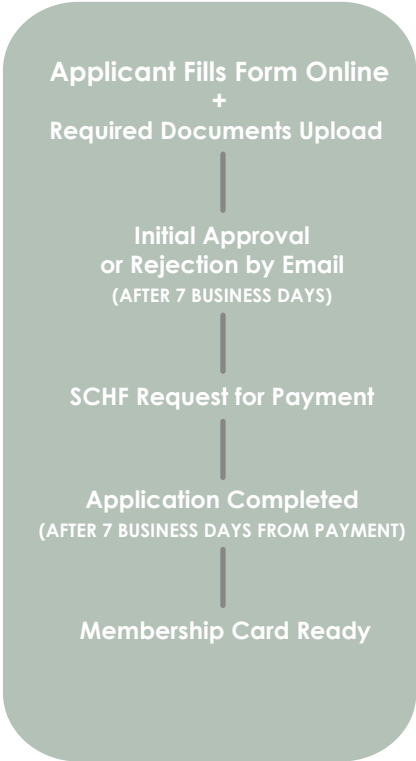 Applicant Fills Form Online
+
Required Documents Upload
Initial Approval
or Rejection by Email
(AFTER 7 BUSINESS DAYS)
SCHF Request for Payment
Application Completed
(AFTER 7 BUSINESS DAYS FROM PAYMENT)
Membership Card Ready